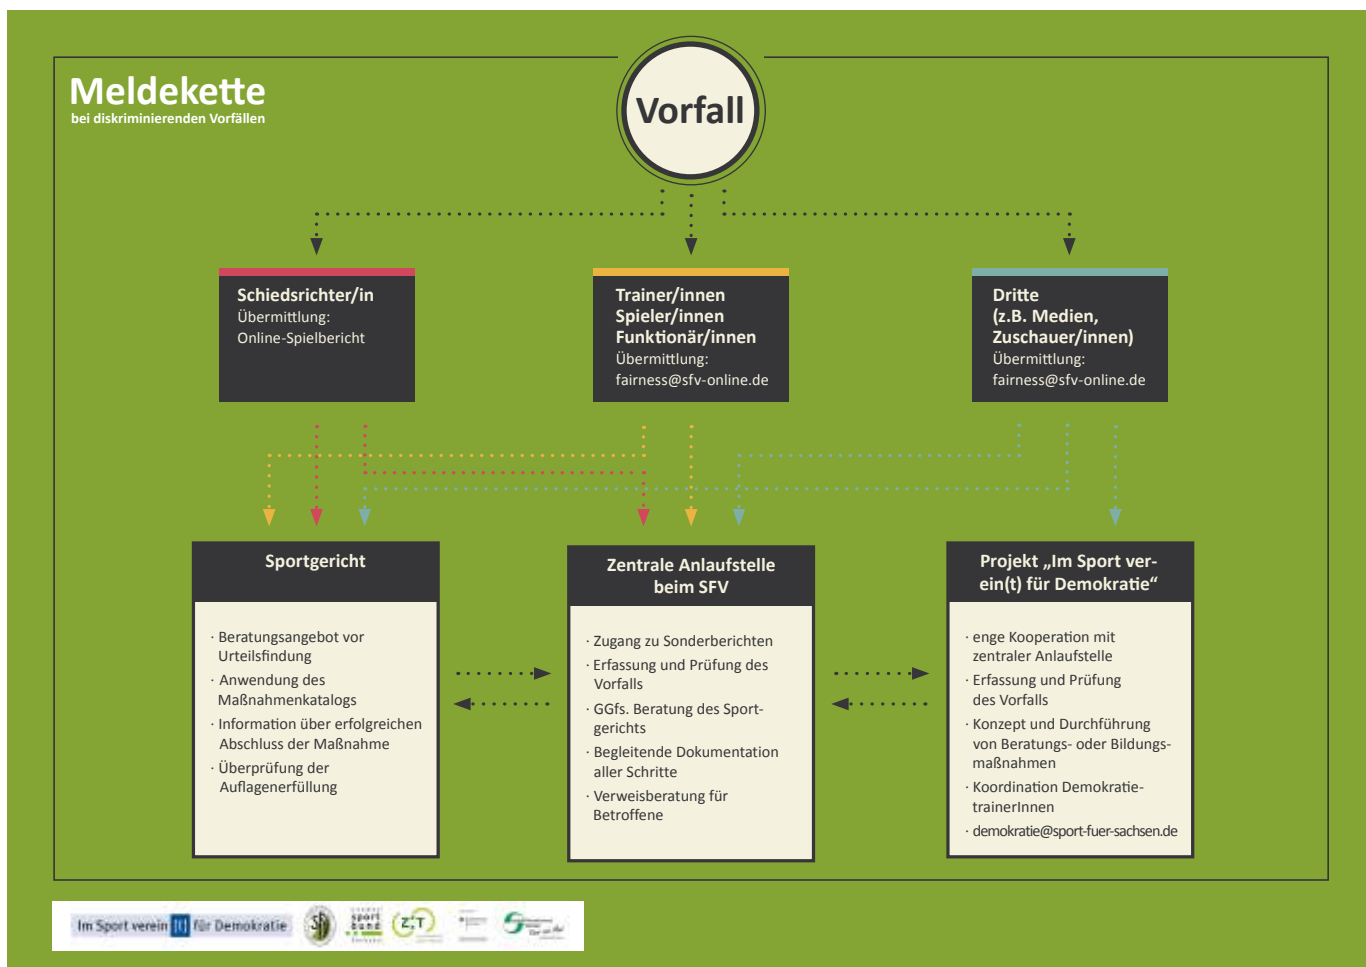 Meldekette
bei diskriminierenden Vorfällen
Vorfall
Schiedsrichter/in
Übermittlung:
Online-Spielbericht
Trainer/innen
Spieler/innen
Funktionär/innen
Übermittlung:
fairness@sfv-online.de
Dritte
(z.B. Medien,
Zuschauer/innen)
Übermittlung:
fairness@sfv-online.de
Sportgericht
· Beratungsangebot vor
Urteilsfindung
· Anwendung des
Maßnahmenkatalogs
· Information über erfolgreichen
Abschluss der Maßnahme
· Überprüfung der
Auflagenerfüllung
Zentrale Anlaufstelle
beim SFV
· Zugang zu Sonderberichten
· Erfassung und Prüfung des
Vorfalls
· GGfs. Beratung des Sport-
gerichts
· Begleitende Dokumentation
aller Schritte
· Verweisberatung für
Betroffene
Projekt „Im Sport ver-
ein(t) für Demokratie“
· enge Kooperation mit
zentraler Anlaufstelle
· Erfassung und Prüfung
des Vorfalls
· Konzept und Durchführung
von Beratungs- oder Bildungs-
maßnahmen
· Koordination Demokratie-
trainerInnen
· demokratie@sport-fuer-sachsen.de
Im Sport verein(t) für Demokratie
sport
bund
Z:T